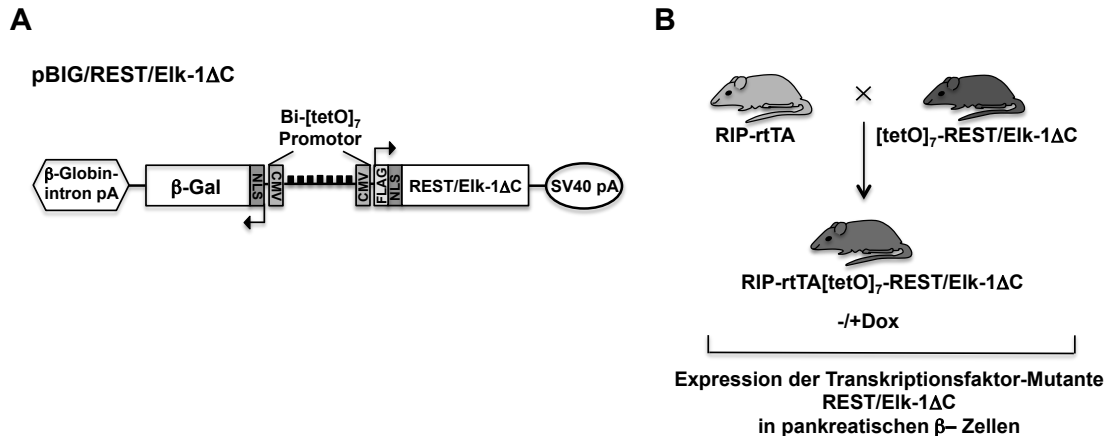 A
pBIG/REST/Elk-1ΔC
Bi-[tetO]₇
Promotor
β-Globin-
intron pA
β-Gal
NLS
CMV
CMV
FLAG
NLS
REST/Elk-1ΔC
SV40 pA
B
×
RIP-rtTA
[tetO]₇-REST/Elk-1ΔC
RIP-rtTA[tetO]₇-REST/Elk-1ΔC
-/+Dox
Expression der Transkriptionsfaktor-Mutante
REST/Elk-1ΔC
in pankreatischen β– Zellen